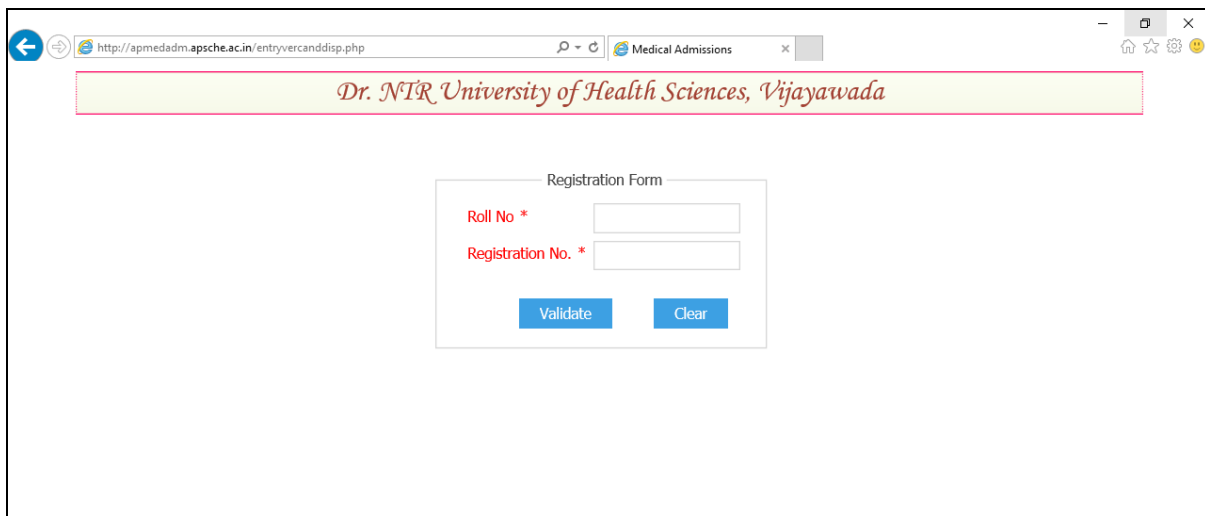 http://apmedadm.apsche.ac.in/entryvercanddisp.php
Medical Admissions
Dr. NTR University of Health Sciences, Vijayawada
Registration Form
Roll No *
Registration No. *
Validate Clear